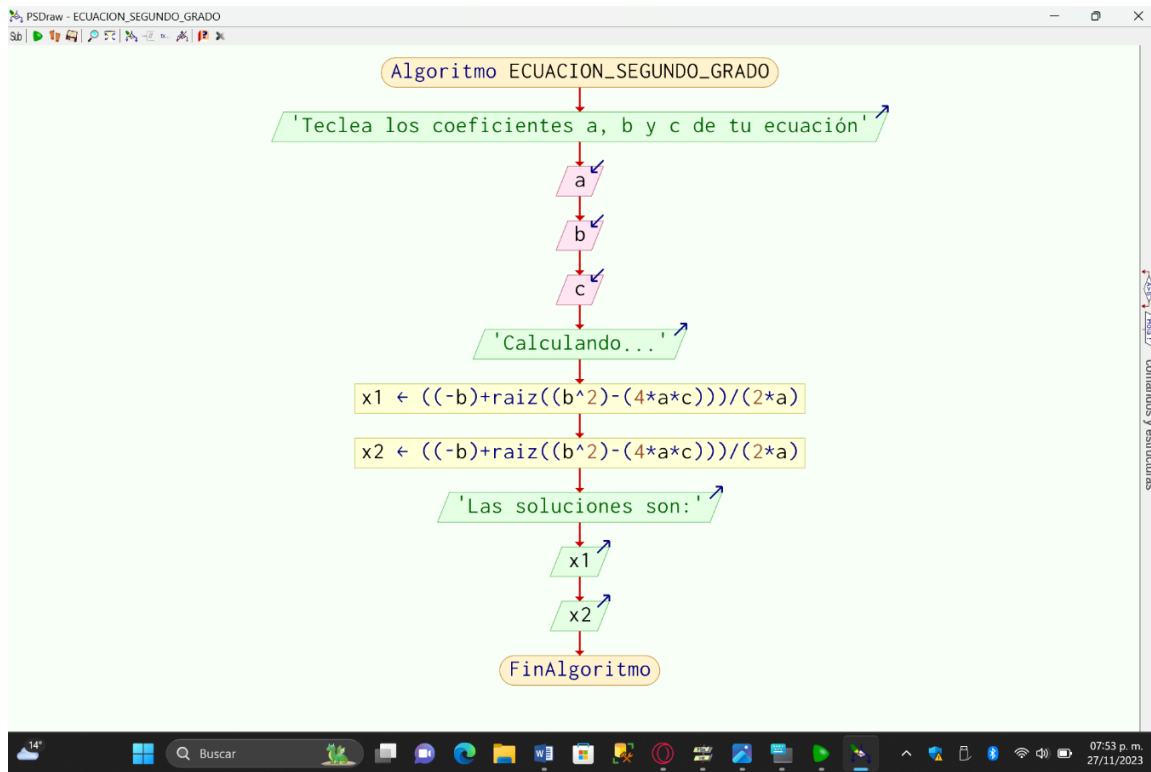 PSDraw - ECUACION_SEGUNDO_GRADO
Sub
Algoritmo ECUACION_SEGUNDO_GRADO
'Teclea los coeficientes a, b y c de tu ecuación'
a
b
c
'Calculando...'
x1 ← ((-b)+raiz((b^2)-(4*a*c)))/(2*a)
x2 ← ((-b)+raiz((b^2)-(4*a*c)))/(2*a)
'Las soluciones son:'
x1
x2
FinAlgoritmo
comandos y estructuras
14°
Buscar
07:53 p. m.
27/11/2023